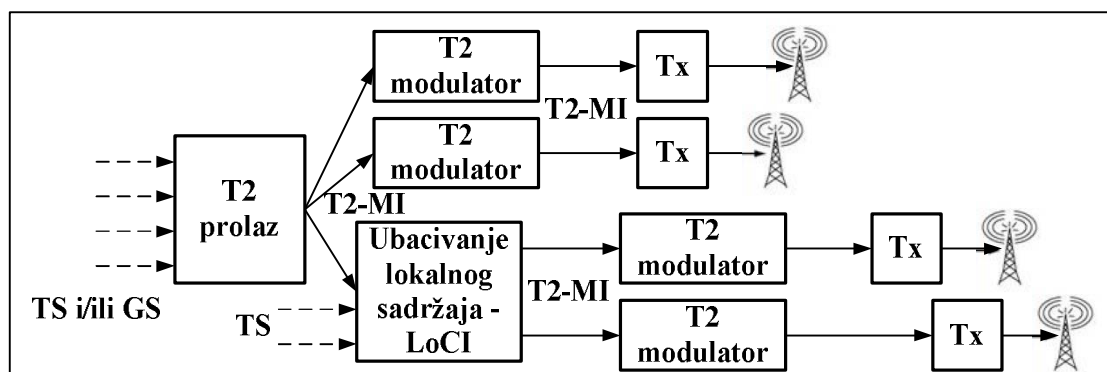 T2
modulator
Tx
T2-MI
T2
modulator
Tx
T2
prolaz
T2-MI
TS i/ili GS
Ubacivanje
lokalnog
sadržaja -
LoCI
TS
T2-MI
T2
modulator
Tx
T2
modulator
Tx